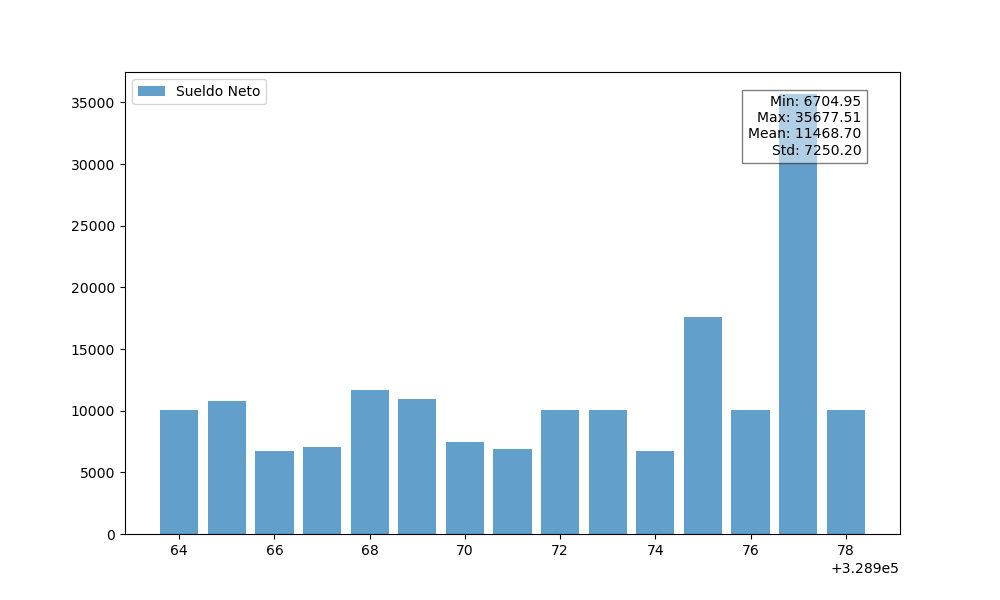 Sueldo Neto
Min: 6704.95
Max: 35677.51
Mean: 11468.70
Std: 7250.20
35000
30000
25000
20000
15000
10000
5000
0
64 66 68 70 72 74 76 78
+3.289e5